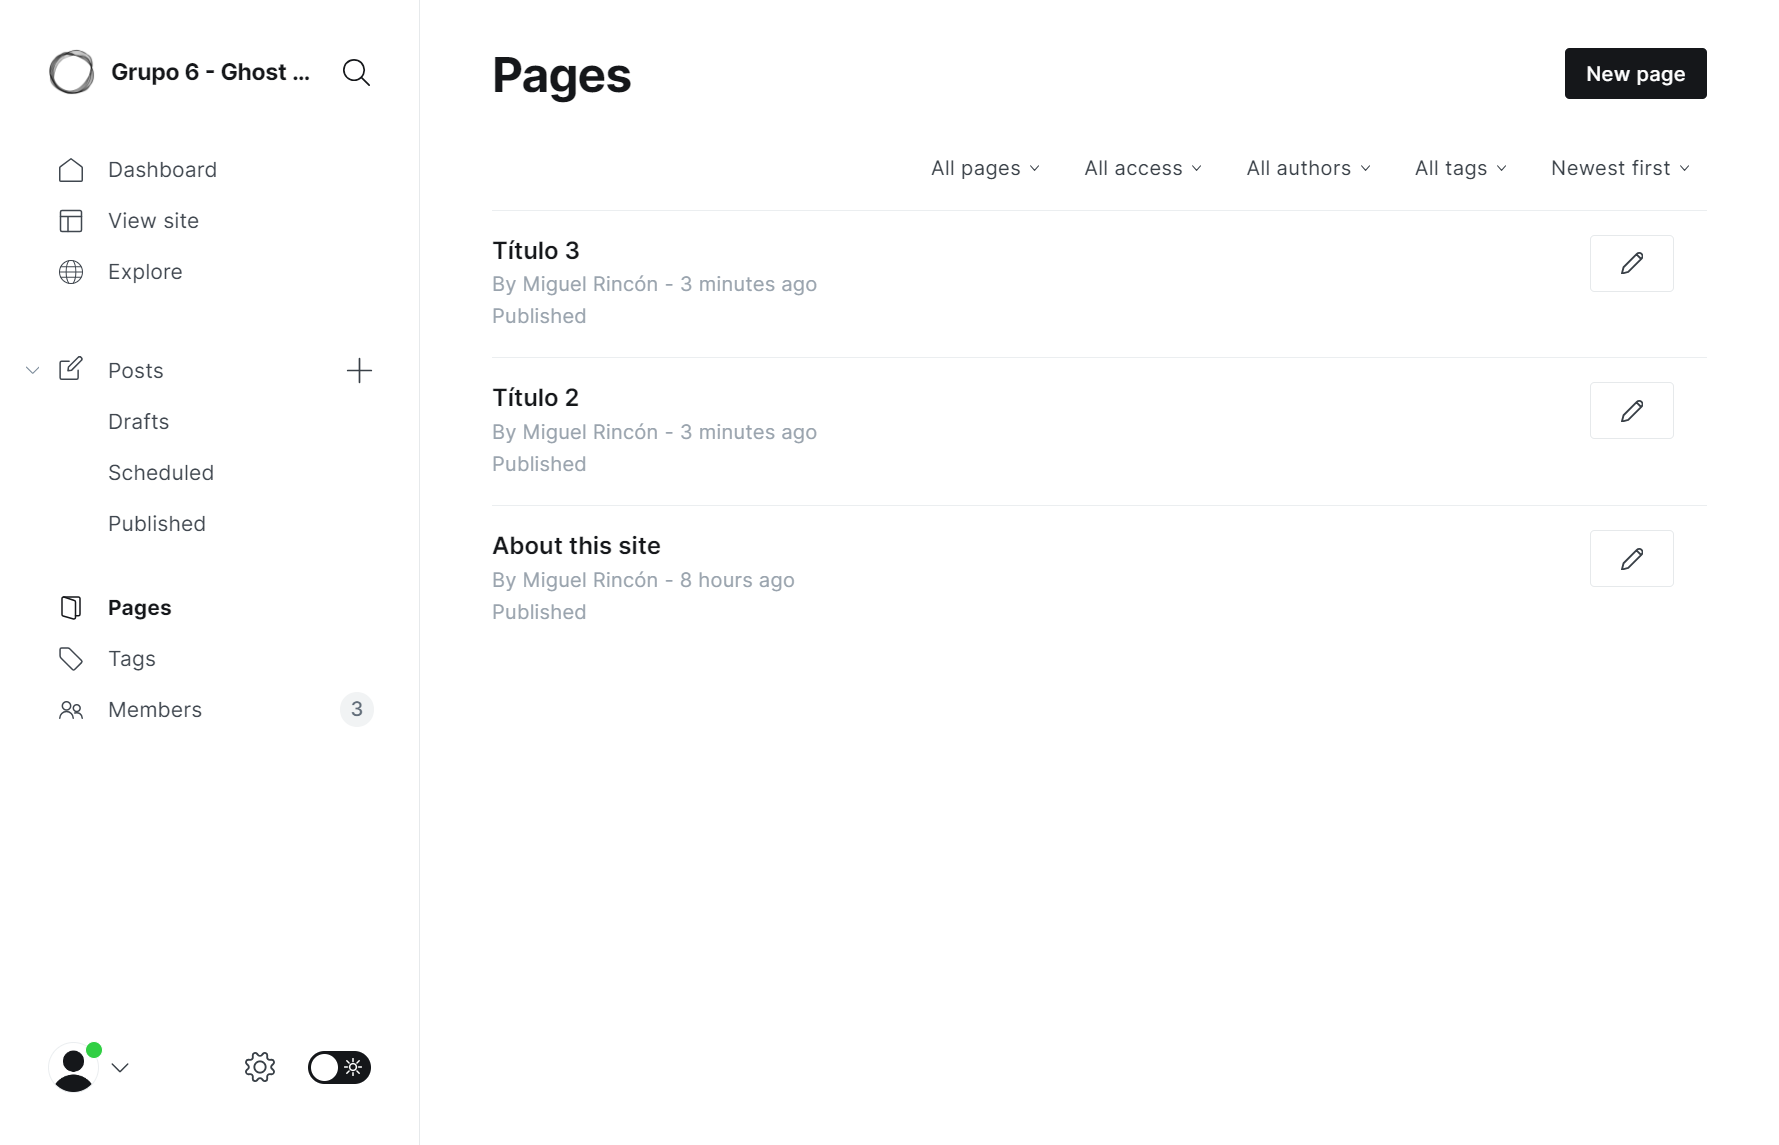 Grupo 6 - Ghost ...
Dashboard
View site
Explore
Posts
Drafts
Scheduled
Published
Pages
Tags
Members 3
Pages
New page
All pages All access All authors All tags Newest first
Título 3
By Miguel Rincón - 3 minutes ago
Published
Título 2
By Miguel Rincón - 3 minutes ago
Published
About this site
By Miguel Rincón - 8 hours ago
Published